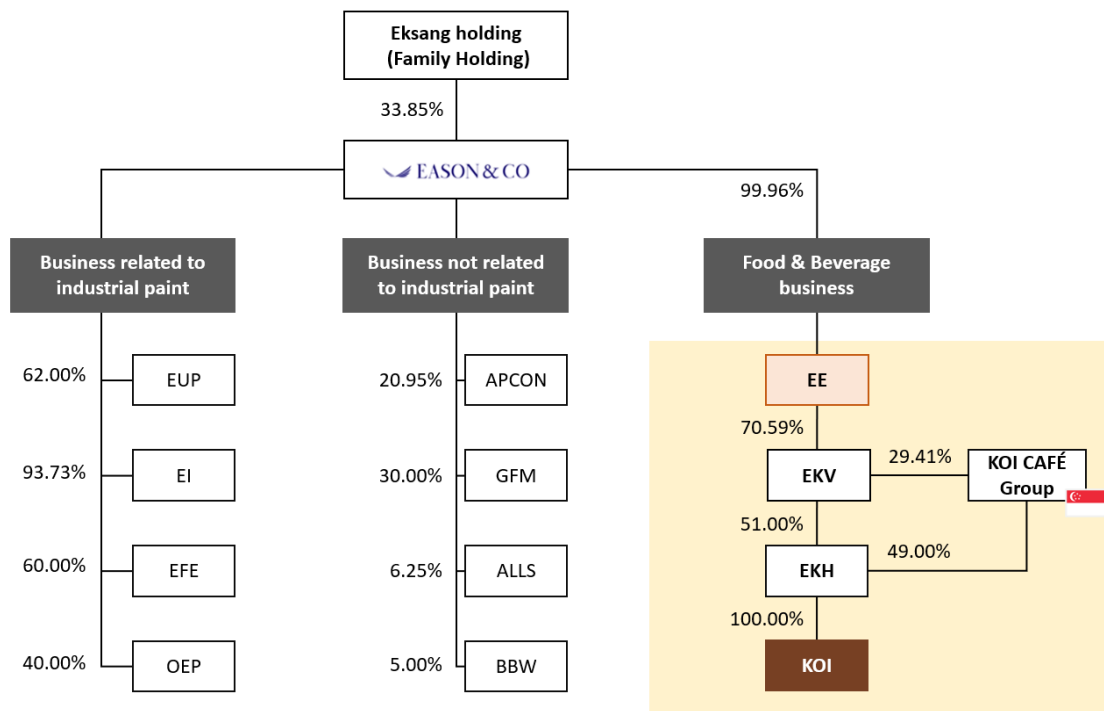 Eksang holding
(Family Holding)
33.85%
EASON & CO
99.96%
Business related to
industrial paint
Business not related
to industrial paint
Food & Beverage
business
62.00%
EUP
93.73%
EI
60.00%
EFE
40.00%
OEP
20.95%
APCON
30.00%
GFM
6.25%
ALLS
5.00%
BBW
EE
70.59%
EKV
29.41%
KOI CAFÉ
Group
51.00%
EKH
49.00%
100.00%
KOI